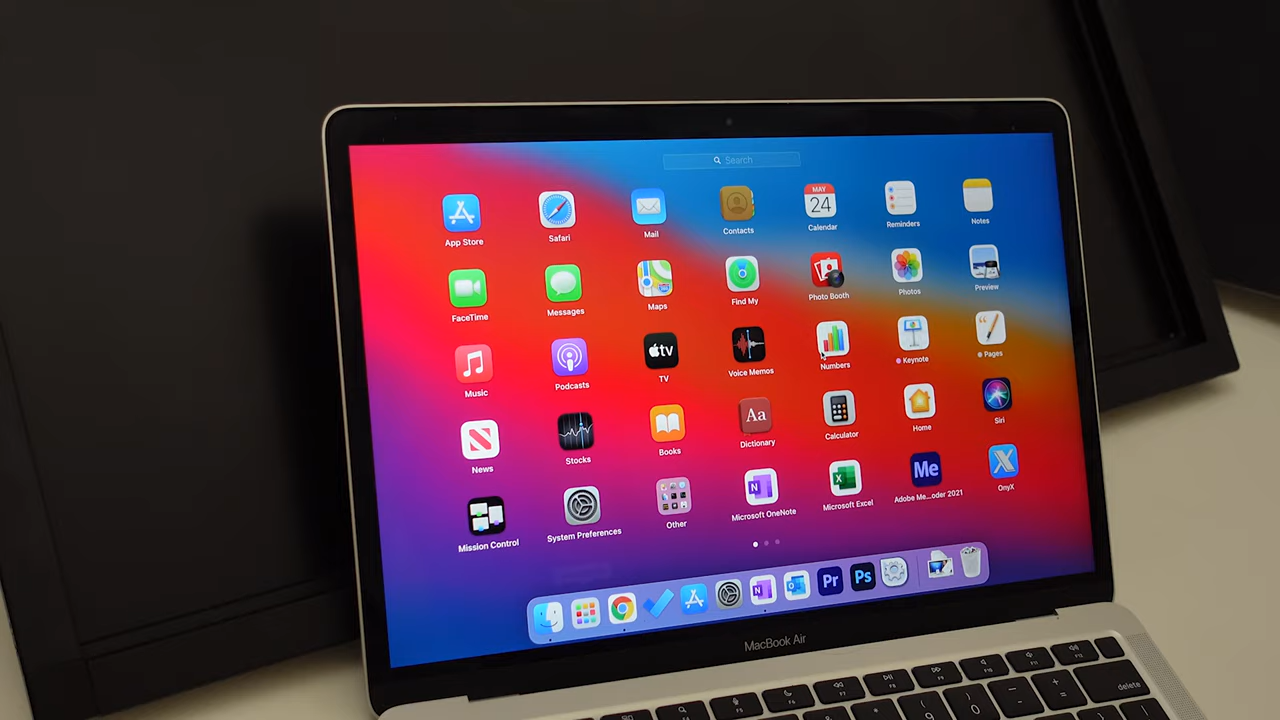 Search
App Store
Safari
Mail
Contacts
MAY
24
Calendar
Reminders
Notes
FaceTime
Messages
Maps
Find My
Photo Booth
Photos
Preview
Music
Podcasts
tv
TV
Voice Memos
Numbers
Keynote
Pages
News
Stocks
Books
Aa
Dictionary
Calculator
Home
Siri
Mission Control
System Preferences
Other
N
Microsoft OneNote
X
Microsoft Excel
Me
Adobe Me...oder 2021
X
OnyX
N
Pr
Ps
MacBook Air
delete